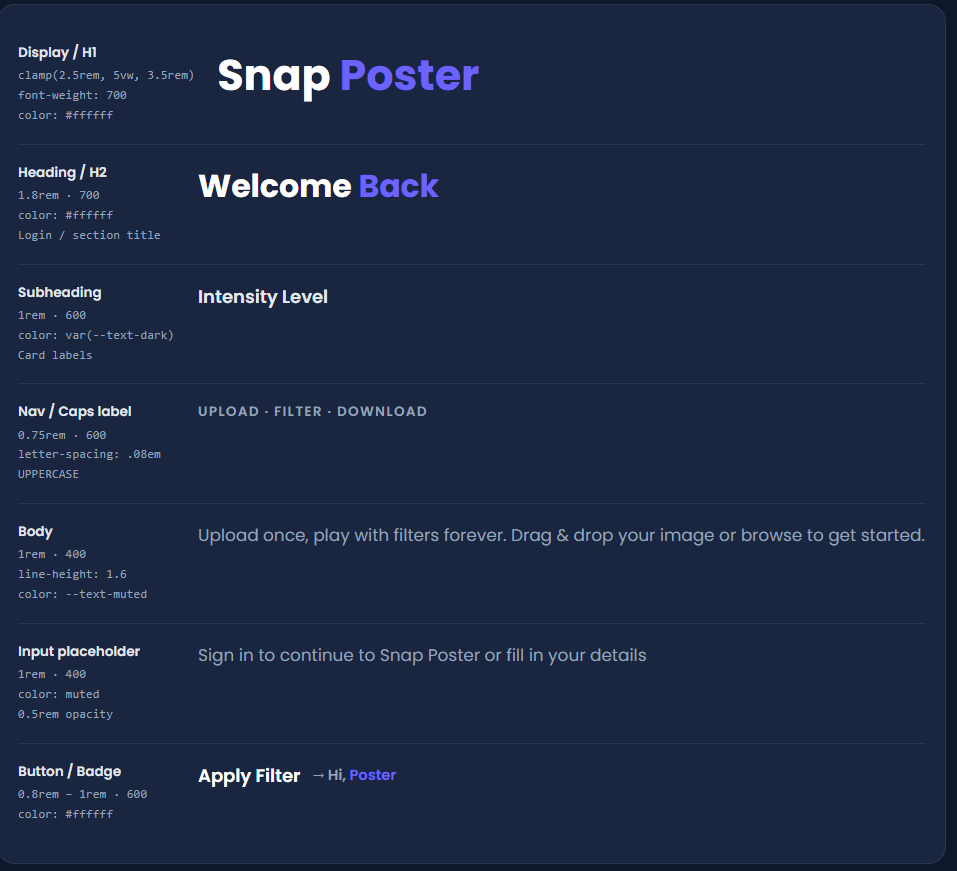 Display / H1
clamp(2.5rem, 5vw, 3.5rem)
font-weight: 700
color: #ffffff
Snap Poster
Heading / H2
1.8rem · 700
color: #ffffff
Login / section title
Welcome Back
Subheading
1rem · 600
color: var(--text-dark)
Card labels
Intensity Level
Nav / Caps label
0.75rem · 600
letter-spacing: .08em
UPPERCASE
UPLOAD · FILTER · DOWNLOAD
Body
1rem · 400
line-height: 1.6
color: --text-muted
Upload once, play with filters forever. Drag & drop your image or browse to get started.
Input placeholder
1rem · 400
color: muted
0.5rem opacity
Sign in to continue to Snap Poster or fill in your details
Button / Badge
0.8rem – 1rem · 600
color: #ffffff
Apply Filter → Hi, Poster